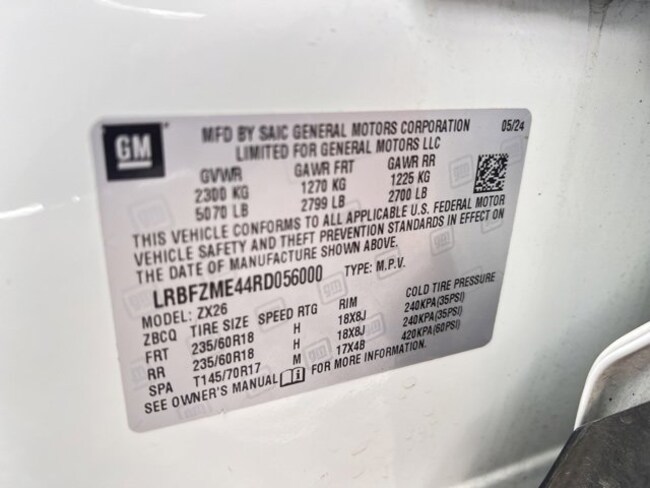 GM
MFD BY SAIC GENERAL MOTORS CORPORATION 05/24
LIMITED FOR GENERAL MOTORS LLC
GVWR GAWR FRT GAWR RR
2300 KG 1270 KG 1225 KG
5070 LB 2799 LB 2700 LB
THIS VEHICLE CONFORMS TO ALL APPLICABLE U.S. FEDERAL MOTOR
VEHICLE SAFETY AND THEFT PREVENTION STANDARDS IN EFFECT ON
THE DATE OF MANUFACTURE SHOWN ABOVE.
LRBFZME44RD056000 TYPE: M.P.V.
MODEL: ZX26
ZBCQ TIRE SIZE SPEED RTG RIM COLD TIRE PRESSURE
FRT 235/60R18 H 18X8J 240KPA(35PSI)
RR 235/60R18 H 18X8J 240KPA(35PSI)
SPA T145/70R17 M 17X4B 420KPA(60PSI)
SEE OWNER'S MANUAL FOR MORE INFORMATION.